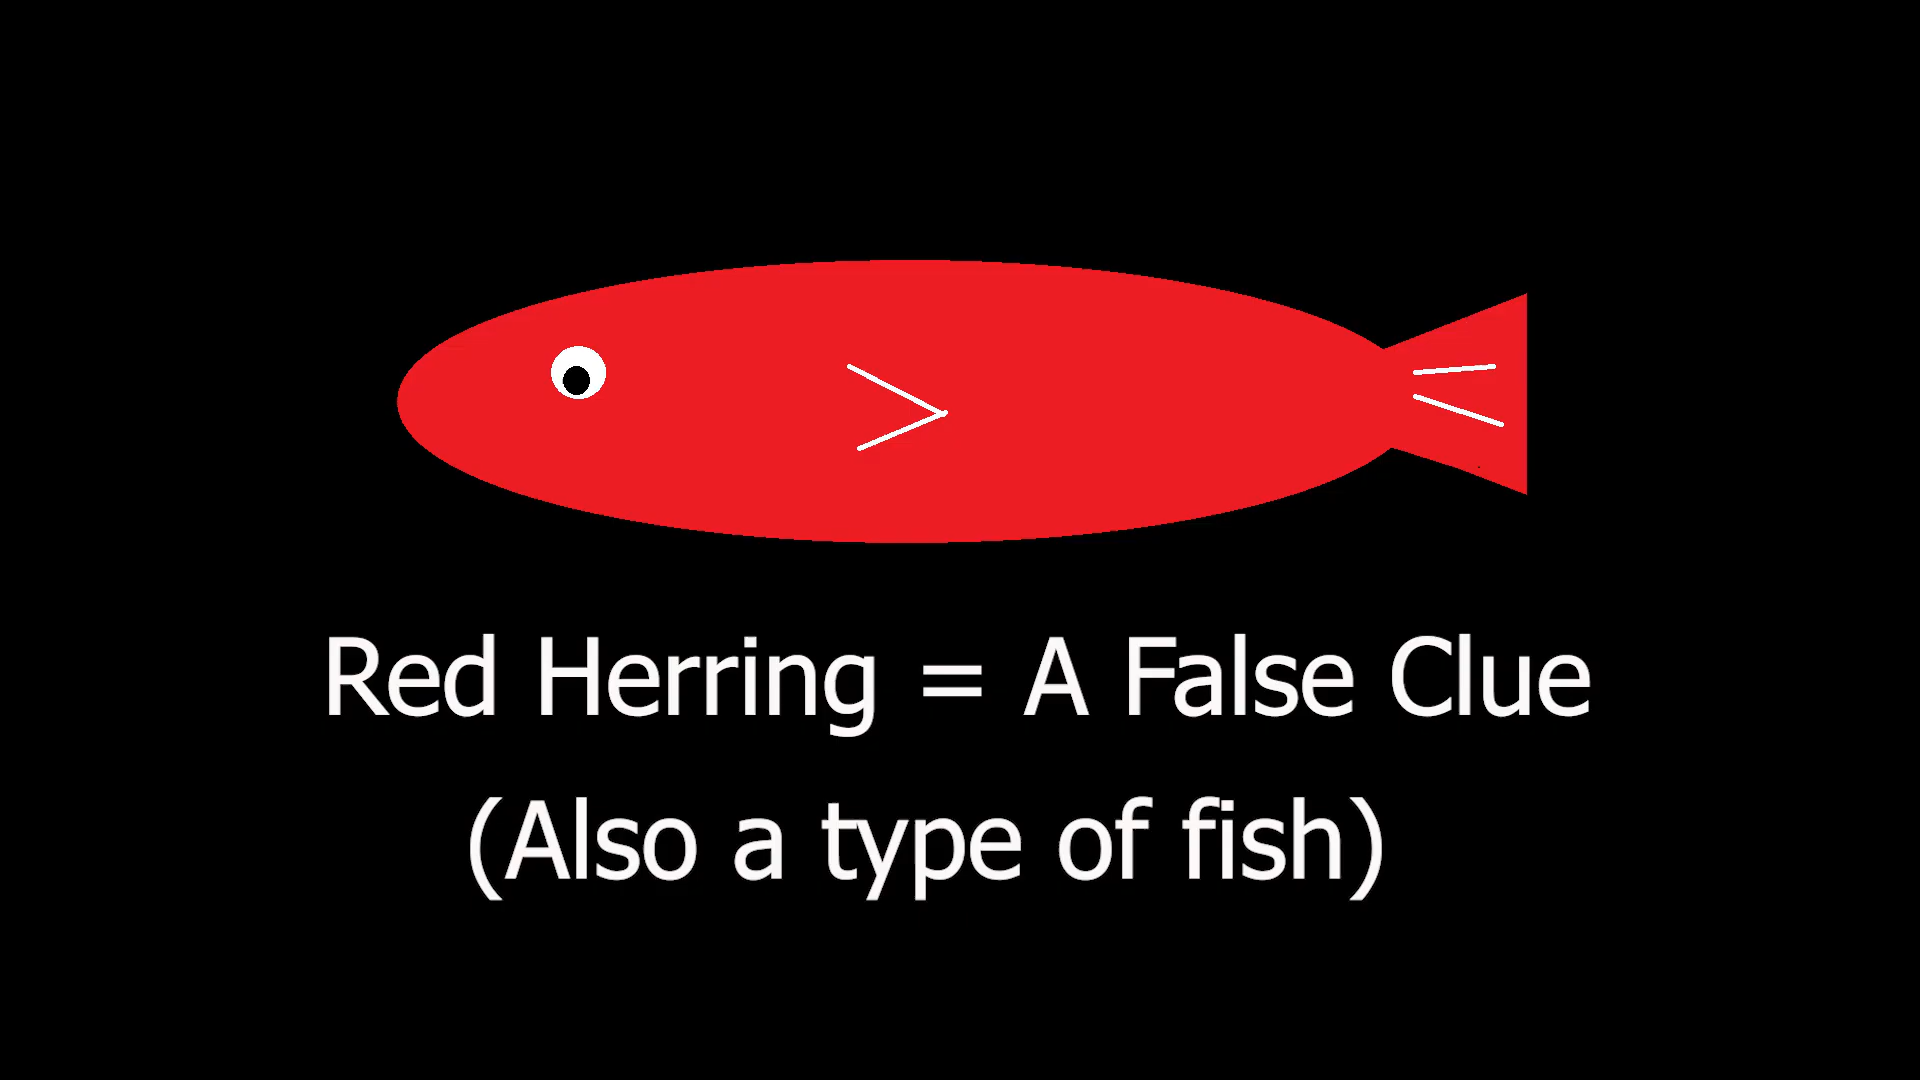 Red Herring = A False Clue
(Also a type of fish)